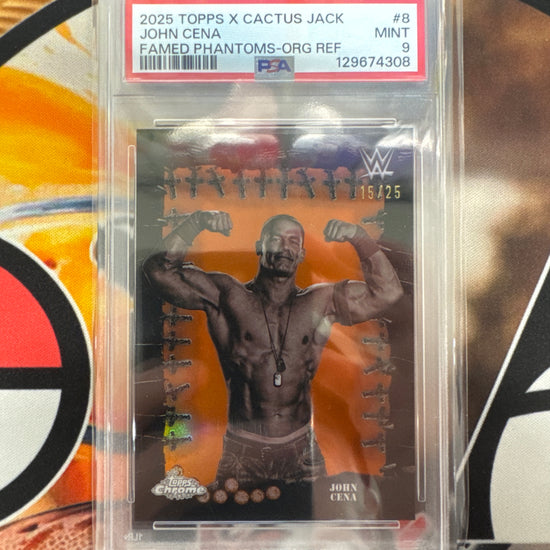 2025 TOPPS X CACTUS JACK #8
JOHN CENA MINT
FAMED PHANTOMS-ORG REF 9
PSA 129674308
W
15/25
Topps
Chrome
JOHN
CENA